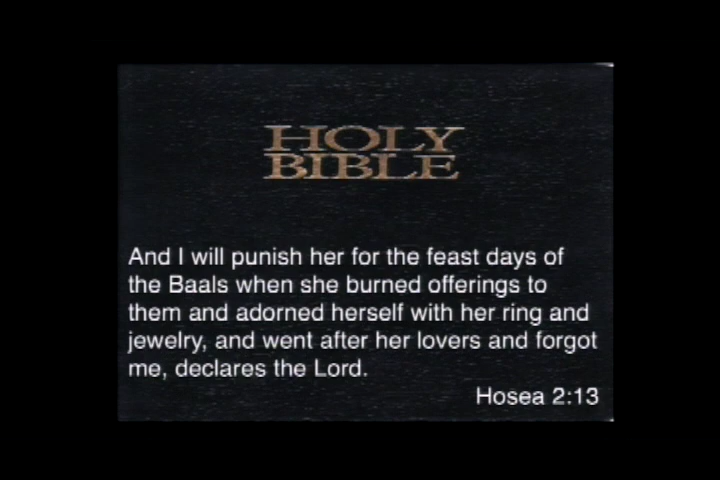 HOLY
BIBLE
And I will punish her for the feast days of
the Baals when she burned offerings to
them and adorned herself with her ring and
jewelry, and went after her lovers and forgot
me, declares the Lord.
Hosea 2:13